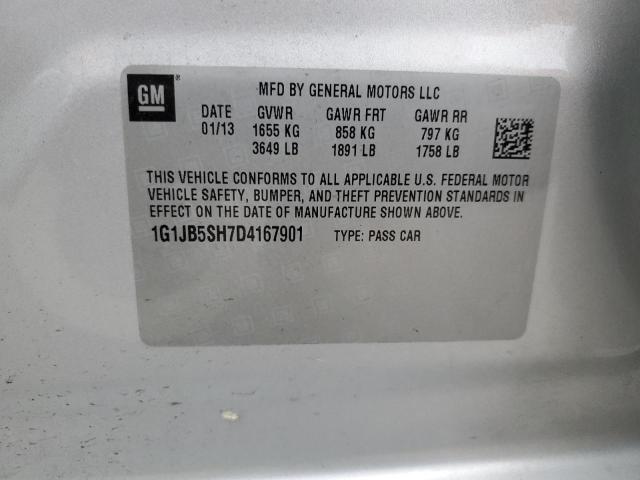 GM ®
MFD BY GENERAL MOTORS LLC
DATE GVWR GAWR FRT GAWR RR
01/13 1655 KG 858 KG 797 KG
3649 LB 1891 LB 1758 LB
THIS VEHICLE CONFORMS TO ALL APPLICABLE U.S. FEDERAL MOTOR
VEHICLE SAFETY, BUMPER, AND THEFT PREVENTION STANDARDS IN
EFFECT ON THE DATE OF MANUFACTURE SHOWN ABOVE.
1G1JB5SH7D4167901 TYPE: PASS CAR